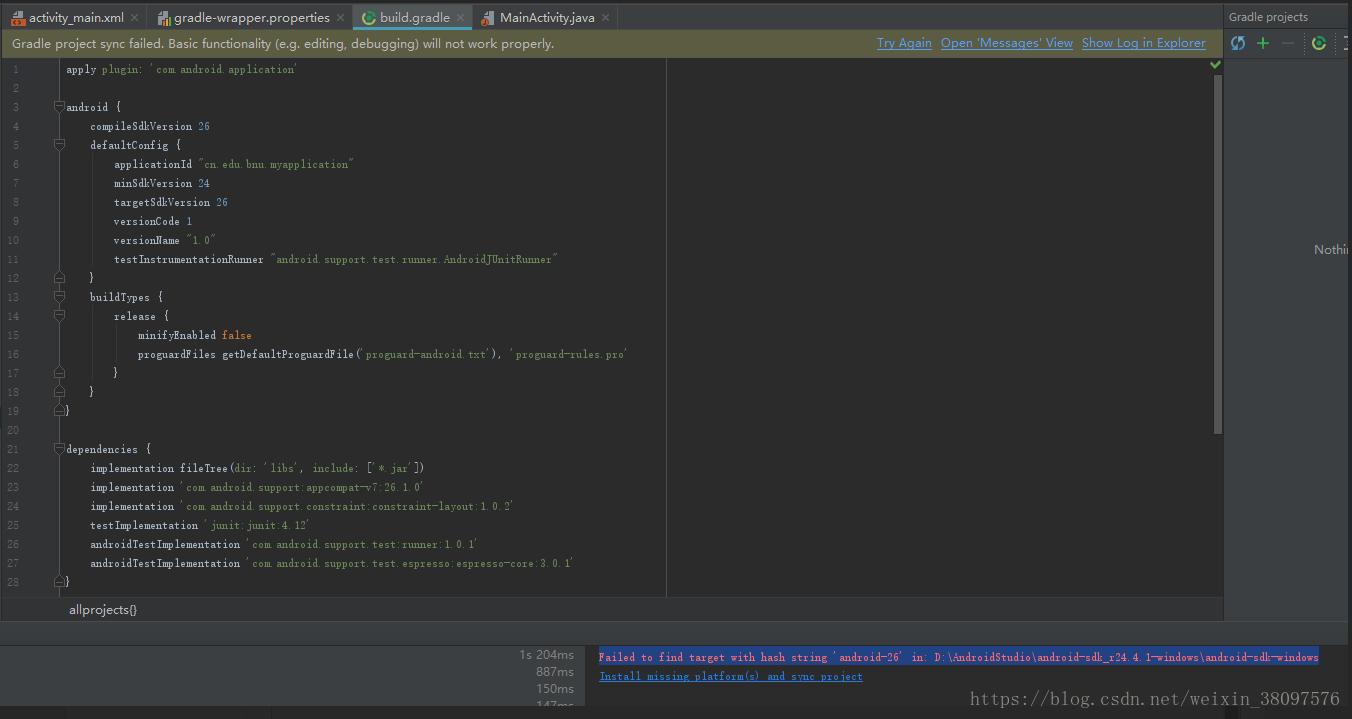 activity_main.xml × gradle-wrapper.properties × build.gradle × MainActivity.java × Gradle projects
Gradle project sync failed. Basic functionality (e.g. editing, debugging) will not work properly. Try Again Open 'Messages' View Show Log in Explorer
1 apply plugin: 'com.android.application'
2
3 android {
4 compileSdkVersion 26
5 defaultConfig {
6 applicationId "cn.edu.bnu.myapplication"
7 minSdkVersion 24
8 targetSdkVersion 26
9 versionCode 1
10 versionName "1.0"
11 testInstrumentationRunner "android.support.test.runner.AndroidJUnitRunner"
12 }
13 buildTypes {
14 release {
15 minifyEnabled false
16 proguardFiles getDefaultProguardFile('proguard-android.txt'), 'proguard-rules.pro'
17 }
18 }
19 }
20
21 dependencies {
22 implementation fileTree(dir: 'libs', include: ['*.jar'])
23 implementation 'com.android.support:appcompat-v7:26.1.0'
24 implementation 'com.android.support.constraint:constraint-layout:1.0.2'
25 testImplementation 'junit:junit:4.12'
26 androidTestImplementation 'com.android.support.test:runner:1.0.1'
27 androidTestImplementation 'com.android.support.test.espresso:espresso-core:3.0.1'
28 }
Nothi
allprojects{}
1s 204ms
887ms
150ms
147ms
Failed to find target with hash string 'android-26' in: D:\AndroidStudio\android-sdk_r24.4.1-windows\android-sdk-windows
Install missing platform(s) and sync project
https://blog.csdn.net/weixin_38097576